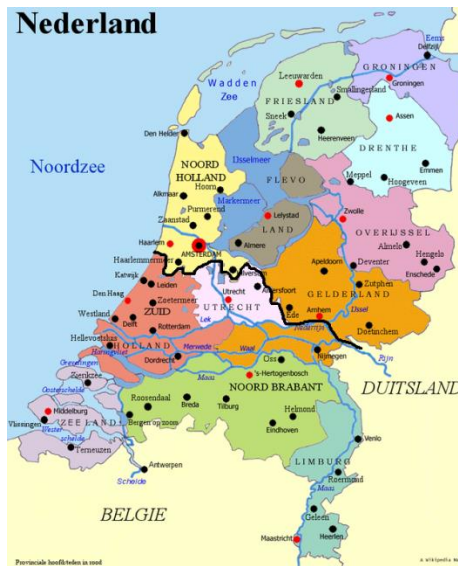 Nederland
Eems
Delfzijl
GRONINGEN
Leeuwarden
Groningen
Wadden
Zee
Smallingerland
FRIESLAND
Sneek
Assen
Den Helder
Heerenveen
DRENTHE
NOORD
HOLLAND
IJsselmeer
Noordzee
Emmen
Meppel
Hoogeveen
FLEVO
Hoorn
Alkmaar
Markermeer
Purmerend
Lelystad
Zwolle
Zaanstad
LAND
OVERIJSSEL
Haarlem
Almere
Almelo
AMSTERDAM
Haarlemmermeer
Hengelo
Deventer
Apeldoorn
Enschede
Katwijk
Hilversum
Leiden
Utrecht
Amersfoort
Zutphen
Den Haag
Zoetermeer
UTRECHT
GELDERLAND
Ede
Arnhem
IJssel
Westland
Delft
ZUID
Lek
Rotterdam
Nederrijn
Doetinchem
Hellevoetsluis
HOLLAND
Merwede
Waal
Haringvliet
Dordrecht
Nijmegen
Rijn
Grevelingen
Oss
Maas
Zierikzee
's-Hertogenbosch
DUITSLAND
Oosterschelde
NOORD BRABANT
Roosendaal
Middelburg
Breda
Tilburg
Helmond
Vlissingen
ZEELAND
Bergen op zoom
Eindhoven
Wester
schelde
Venlo
Terneuzen
LIMBURG
Antwerpen
Roermond
Schelde
Maas
BELGIE
Geleen
Heerlen
Maastricht
Provinciale hoofdsteden in rood